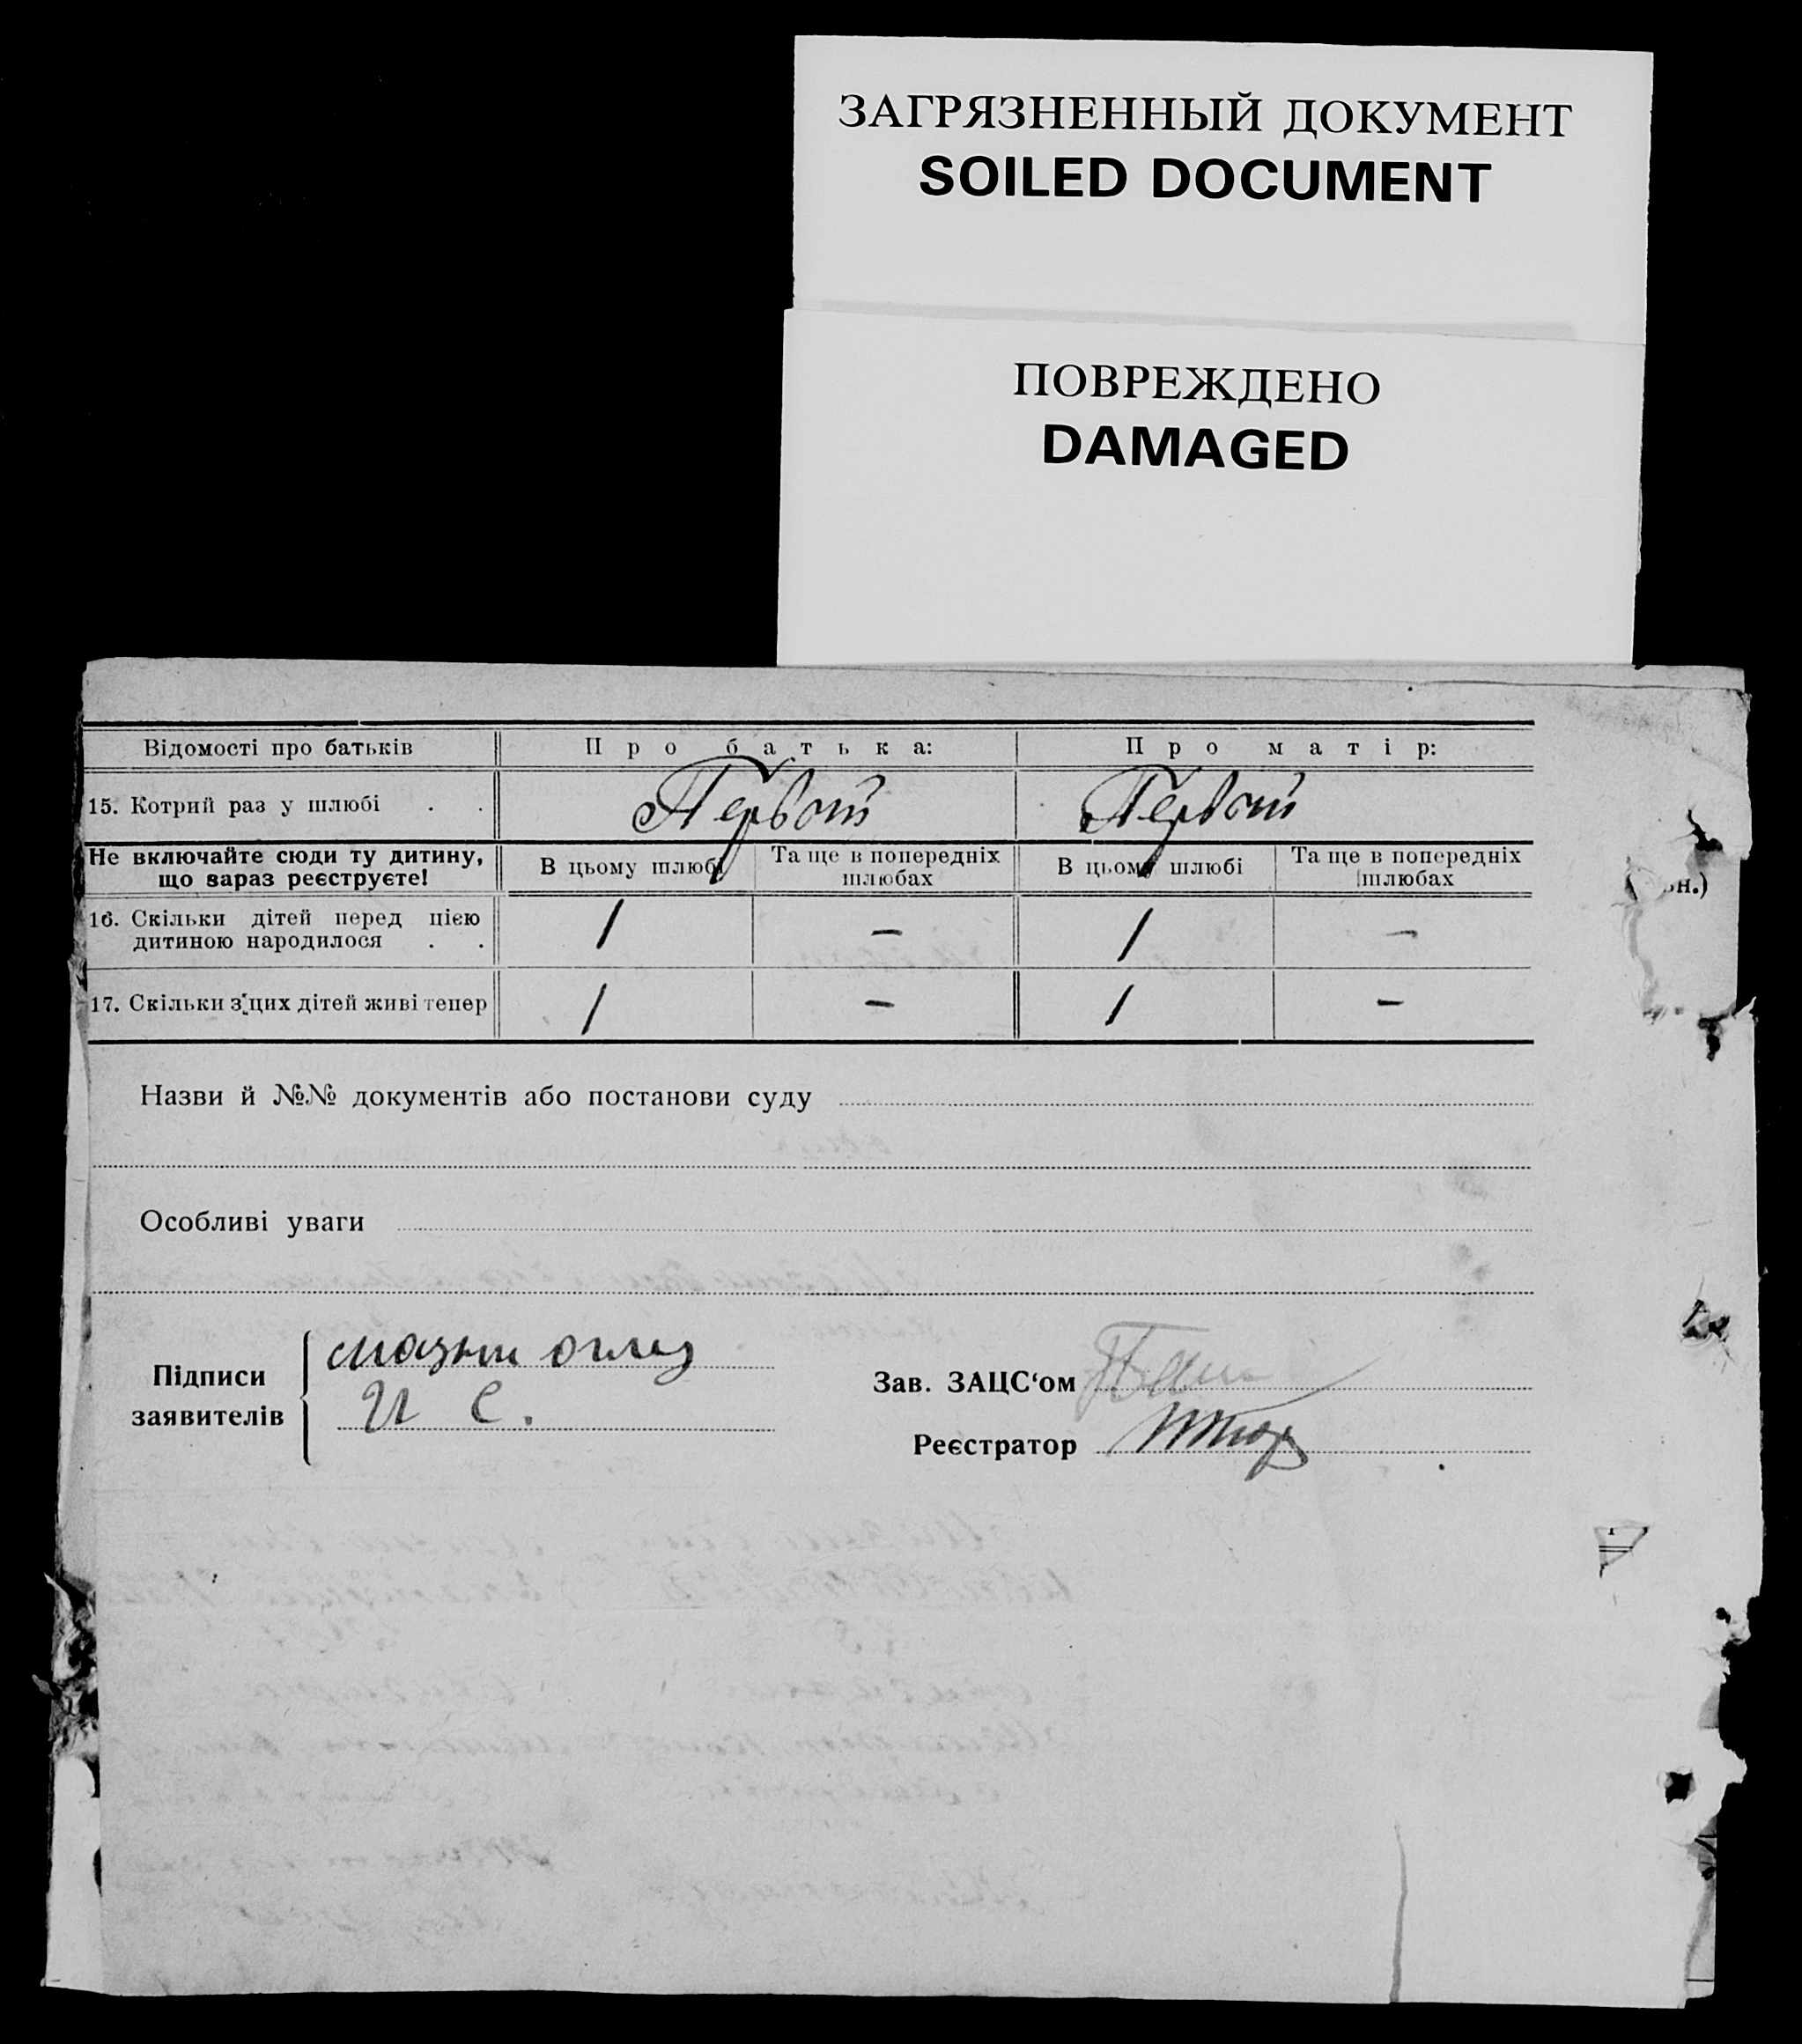 ЗАГРЯЗНЕННЫЙ ДОКУМЕНТ
SOILED DOCUMENT
ПОВРЕЖДЕНО
DAMAGED
Відомості про батьків Про батька: Про матір:
15. Котрий раз у шлюбі . . Первый Первый
Не включайте сюди ту дитину, що зараз реєструєте! В цьому шлюбі Та ще в попередніх шлюбах В цьому шлюбі Та ще в попередніх шлюбах
16. Скільки дітей перед цією дитиною народилося . . 1 — 1 —
17. Скільки з цих дітей живі тепер 1 — 1 —
Назви й №№ документів або постанови суду
Особливі уваги
Підписи заявителів
И С.
Зав. ЗАЦС‘ом
Реєстратор